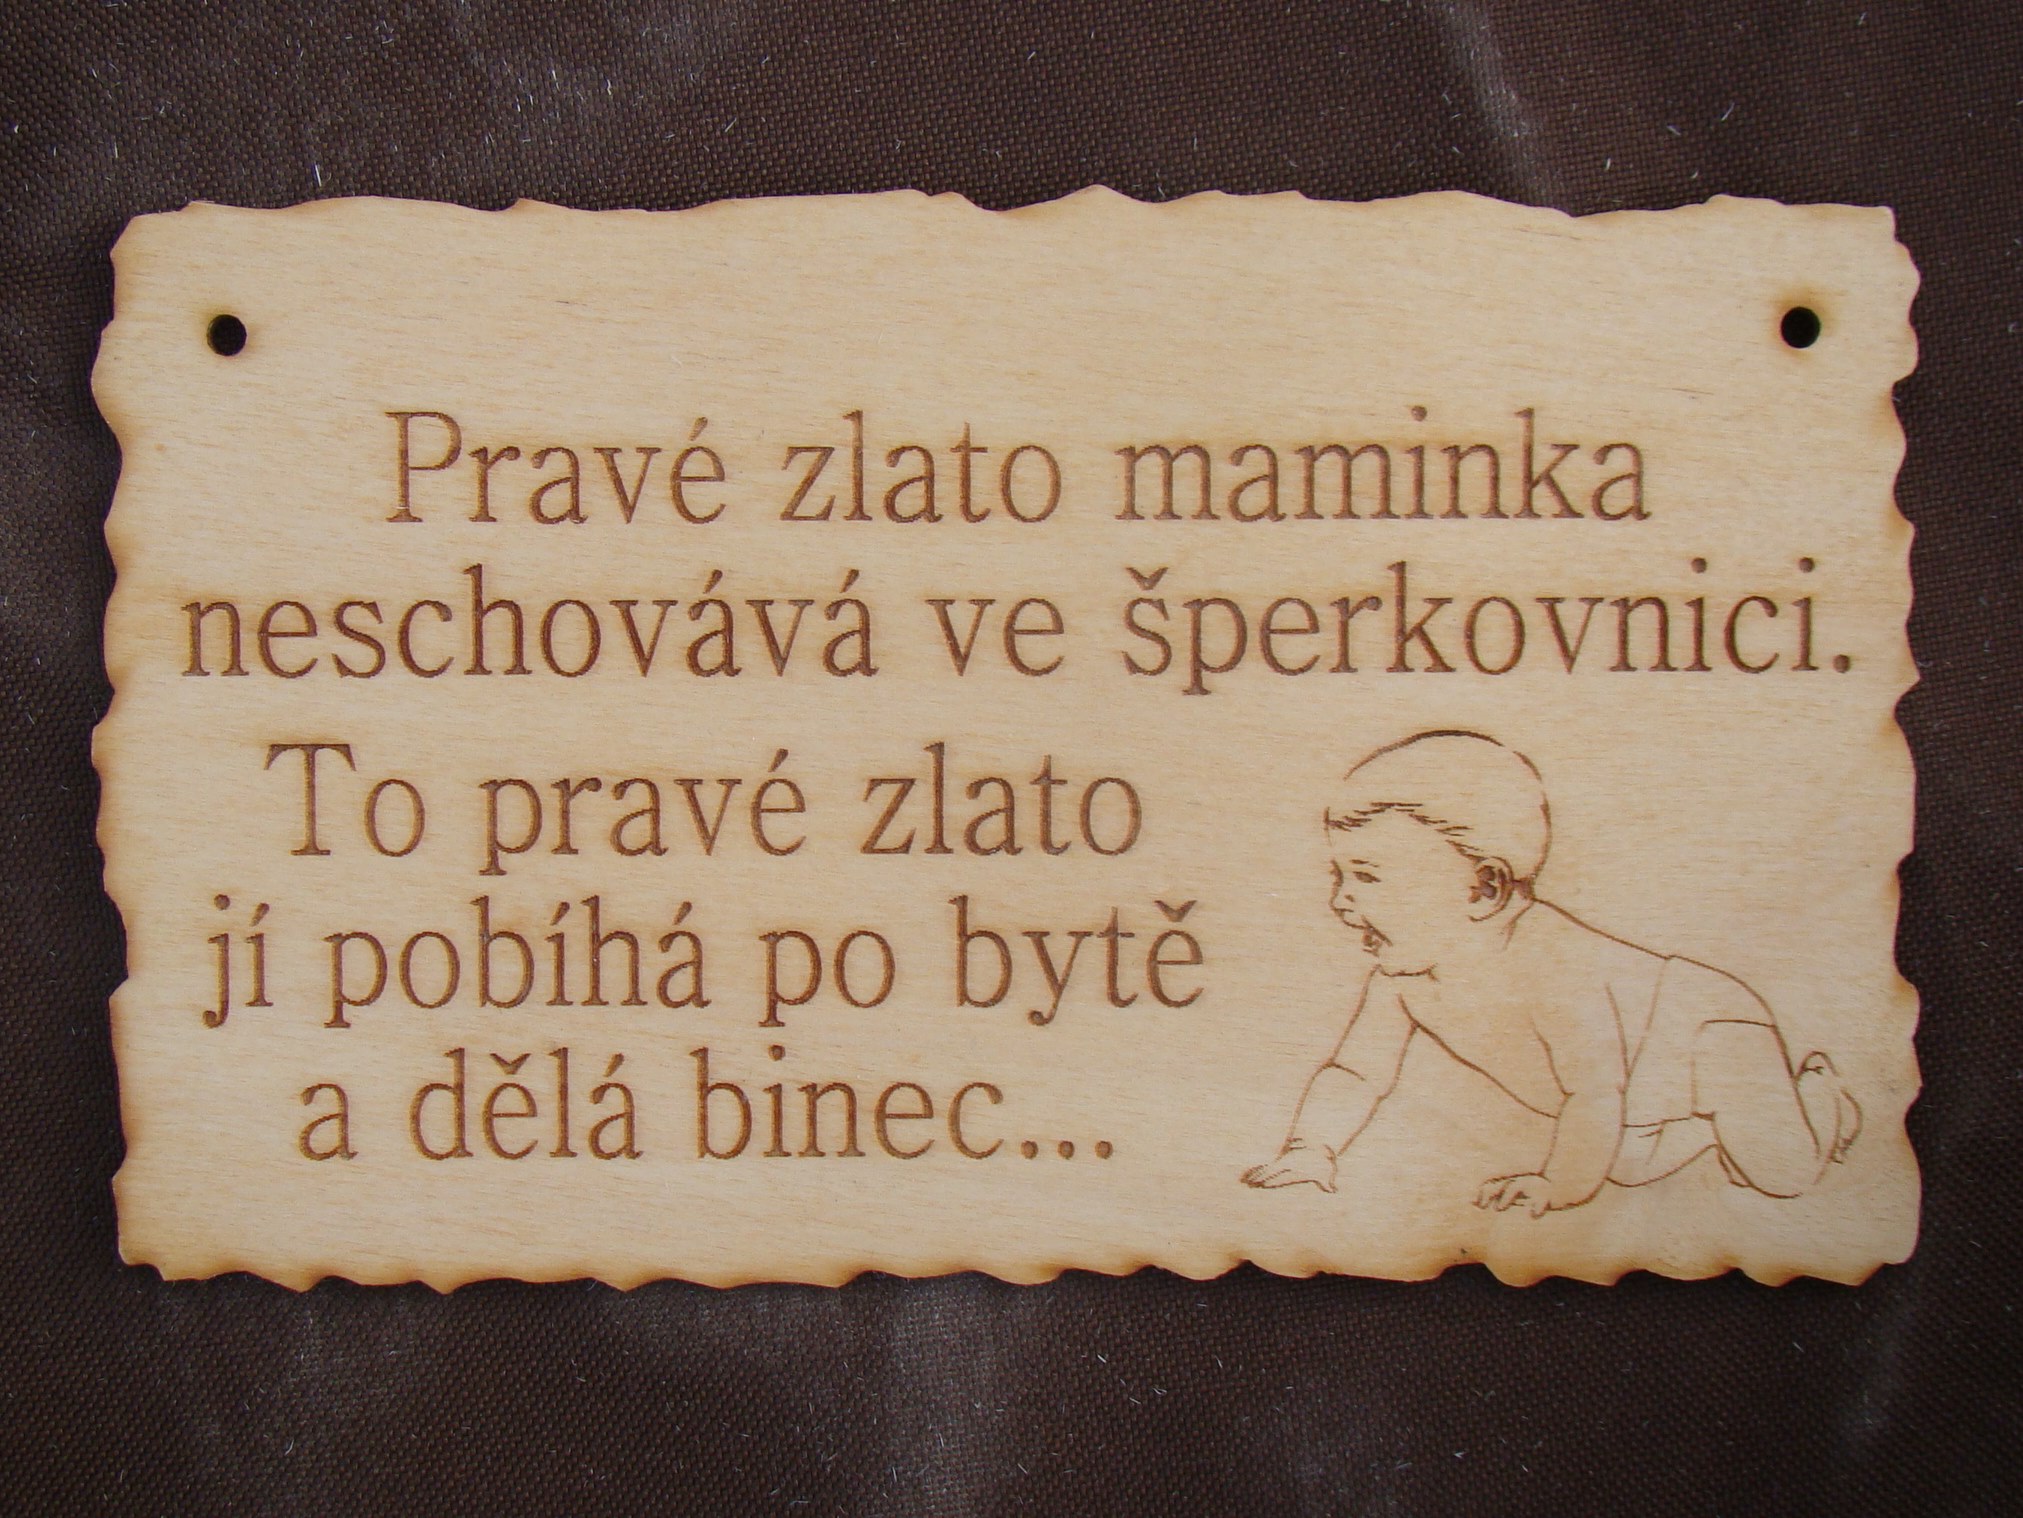 Pravé zlato maminka
neschovává ve šperkovnici.
To pravé zlato
jí pobíhá po bytě
a dělá binec...